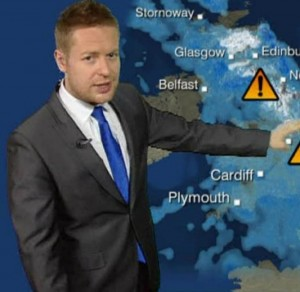 Stornoway
Glasgow
Edinbu
Belfast
Cardiff
Plymouth